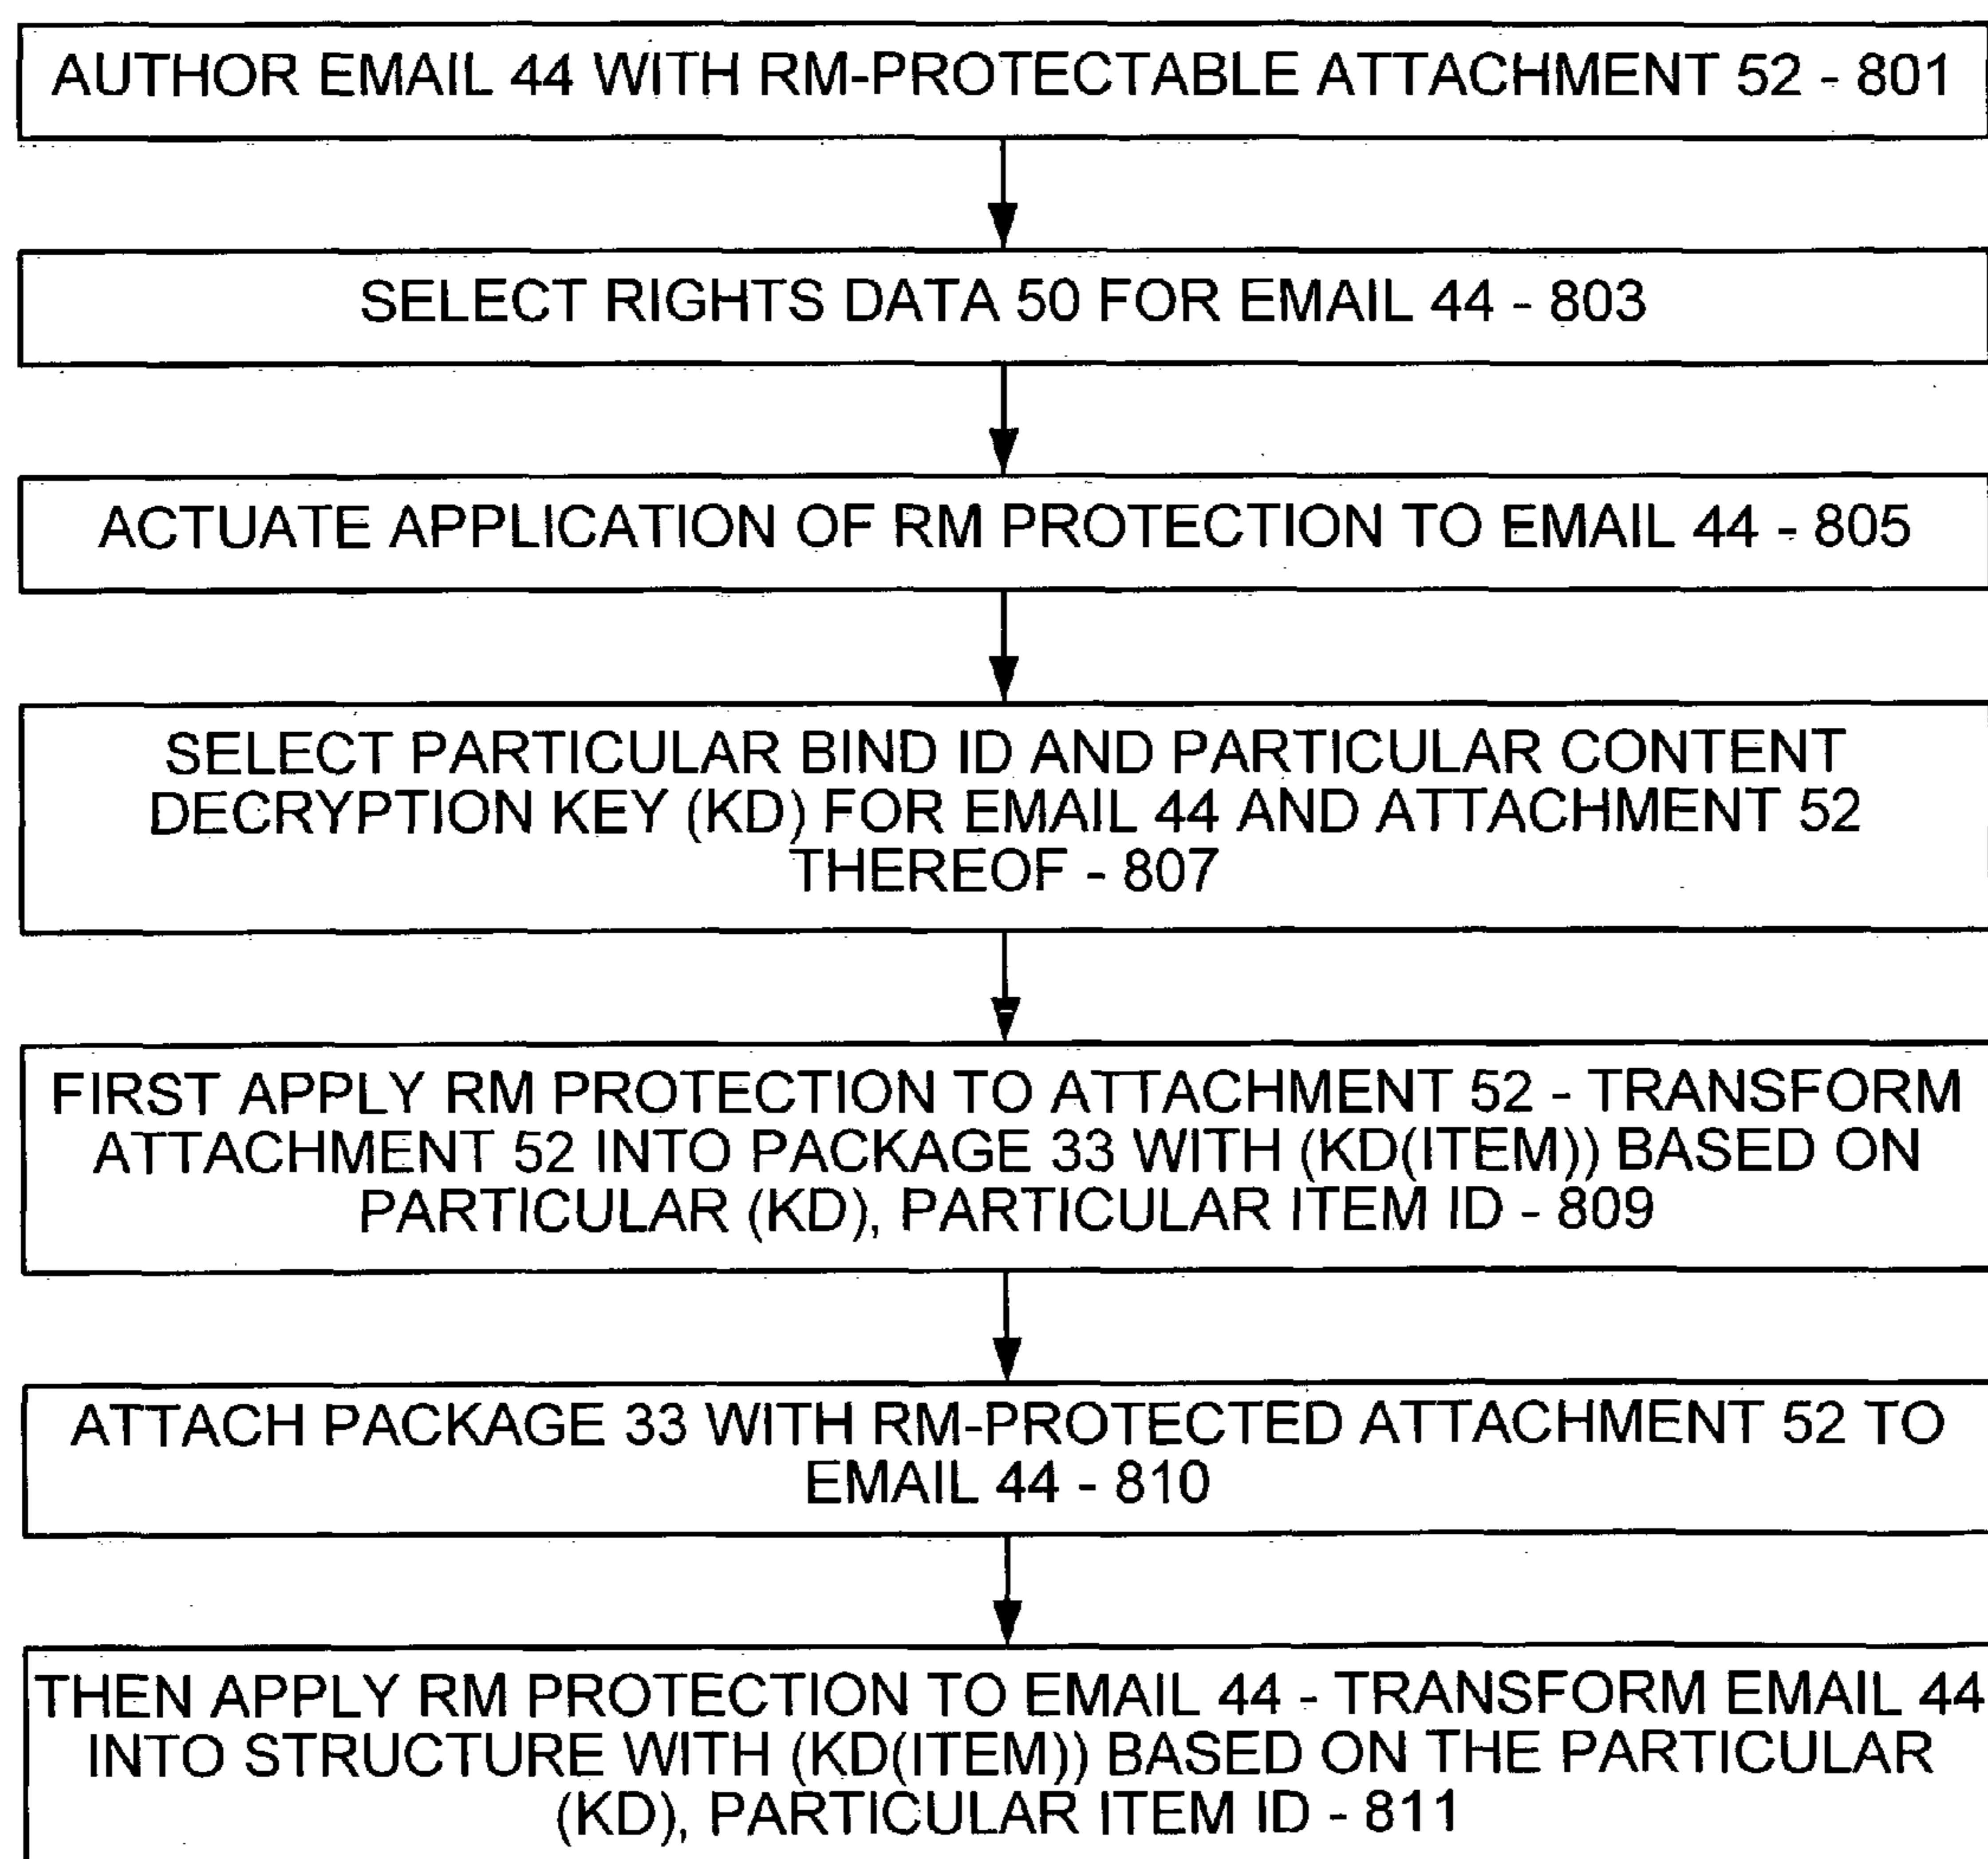 AUTHOR EMAIL 44 WITH RM-PROTECTABLE ATTACHMENT 52 - 801
SELECT RIGHTS DATA 50 FOR EMAIL 44 - 803
ACTUATE APPLICATION OF RM PROTECTION TO EMAIL 44 - 805
SELECT PARTICULAR BIND ID AND PARTICULAR CONTENT
DECRYPTION KEY (KD) FOR EMAIL 44 AND ATTACHMENT 52
THEREOF - 807
FIRST APPLY RM PROTECTION TO ATTACHMENT 52 - TRANSFORM
ATTACHMENT 52 INTO PACKAGE 33 WITH (KD(ITEM)) BASED ON
PARTICULAR (KD), PARTICULAR ITEM ID - 809
ATTACH PACKAGE 33 WITH RM-PROTECTED ATTACHMENT 52 TO
EMAIL 44 - 810
THEN APPLY RM PROTECTION TO EMAIL 44 - TRANSFORM EMAIL 44
INTO STRUCTURE WITH (KD(ITEM)) BASED ON THE PARTICULAR
(KD), PARTICULAR ITEM ID - 811